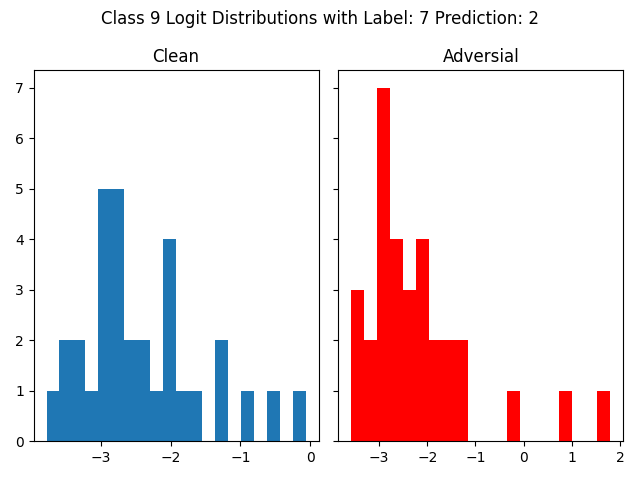 Class 9 Logit Distributions with Label: 7 Prediction: 2
Clean
Adversial
7
6
5
4
3
2
1
0
−3 −2 −1 0
−3 −2 −1 0 1 2